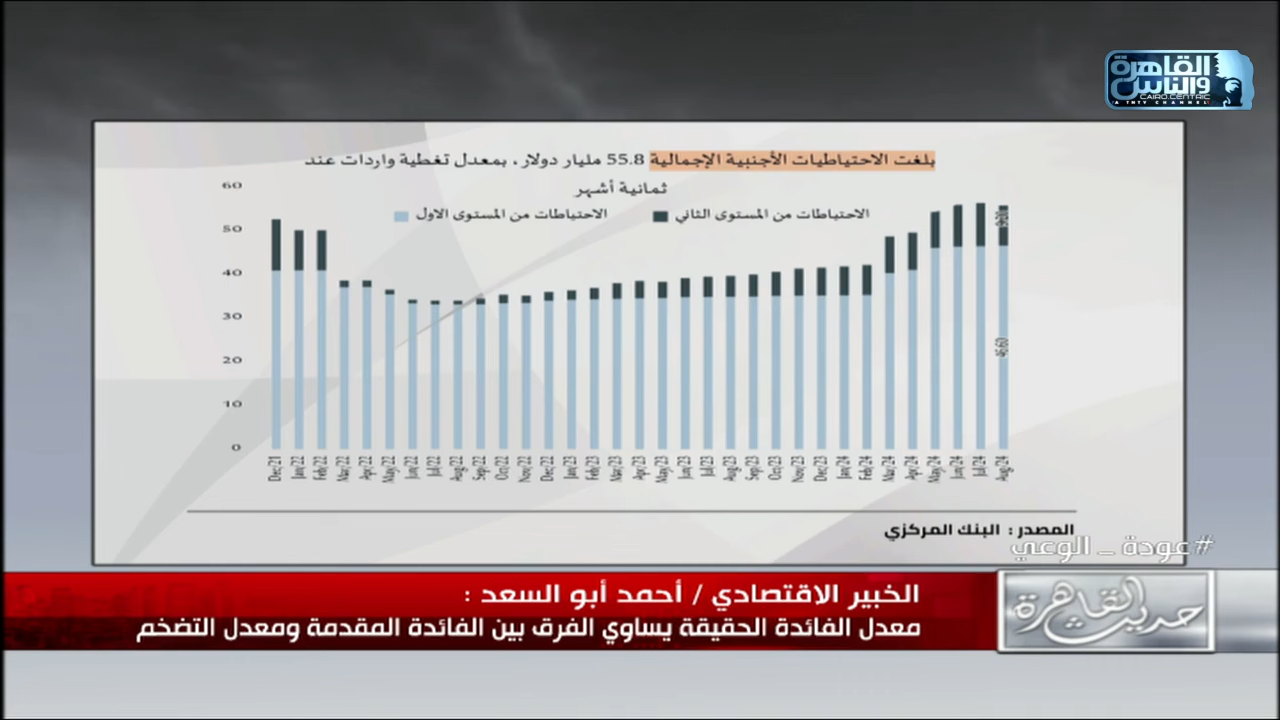 القاهرة
والناس
CAIRO.CENTRIC
A TNTV CHANNEL
بلغت الاحتياطيات الأجنبية الإجمالية 55.8 مليار دولار، بمعدل تغطية واردات عند
ثمانية أشهر
الاحتياطات من المستوى الثاني
الاحتياطات من المستوى الاول
60
50
40
30
20
10
0
46.60
Dec/21 Jan/22 Feb/22 Mar/22 Apr/22 May/22 Jun/22 Jul/22 Aug/22 Sep/22 Oct/22 Nov/22 Dec/22 Jan/23 Feb/23 Mar/23 Apr/23 May/23 Jun/23 Jul/23 Aug/23 Sep/23 Oct/23 Nov/23 Dec/23 Jan/24 Feb/24 Mar/24 Apr/24 May/24 Jun/24 Jul/24 Aug/24
المصدر : البنك المركزي
#عودة_الوعي
حديث القاهرة
الخبير الاقتصادي / أحمد أبو السعد :
معدل الفائدة الحقيقة يساوي الفرق بين الفائدة المقدمة ومعدل التضخم